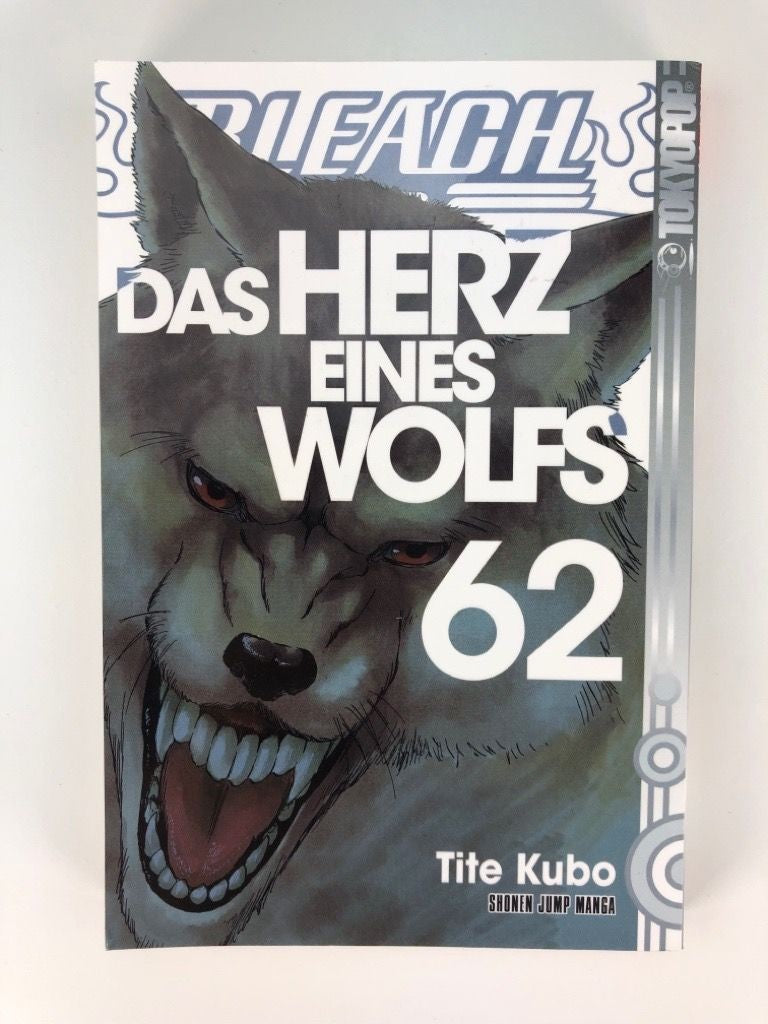 BLEACH
TOKYOPOP®
DAS HERZ
EINES
WOLFS
62
Tite Kubo
SHONEN JUMP MANGA